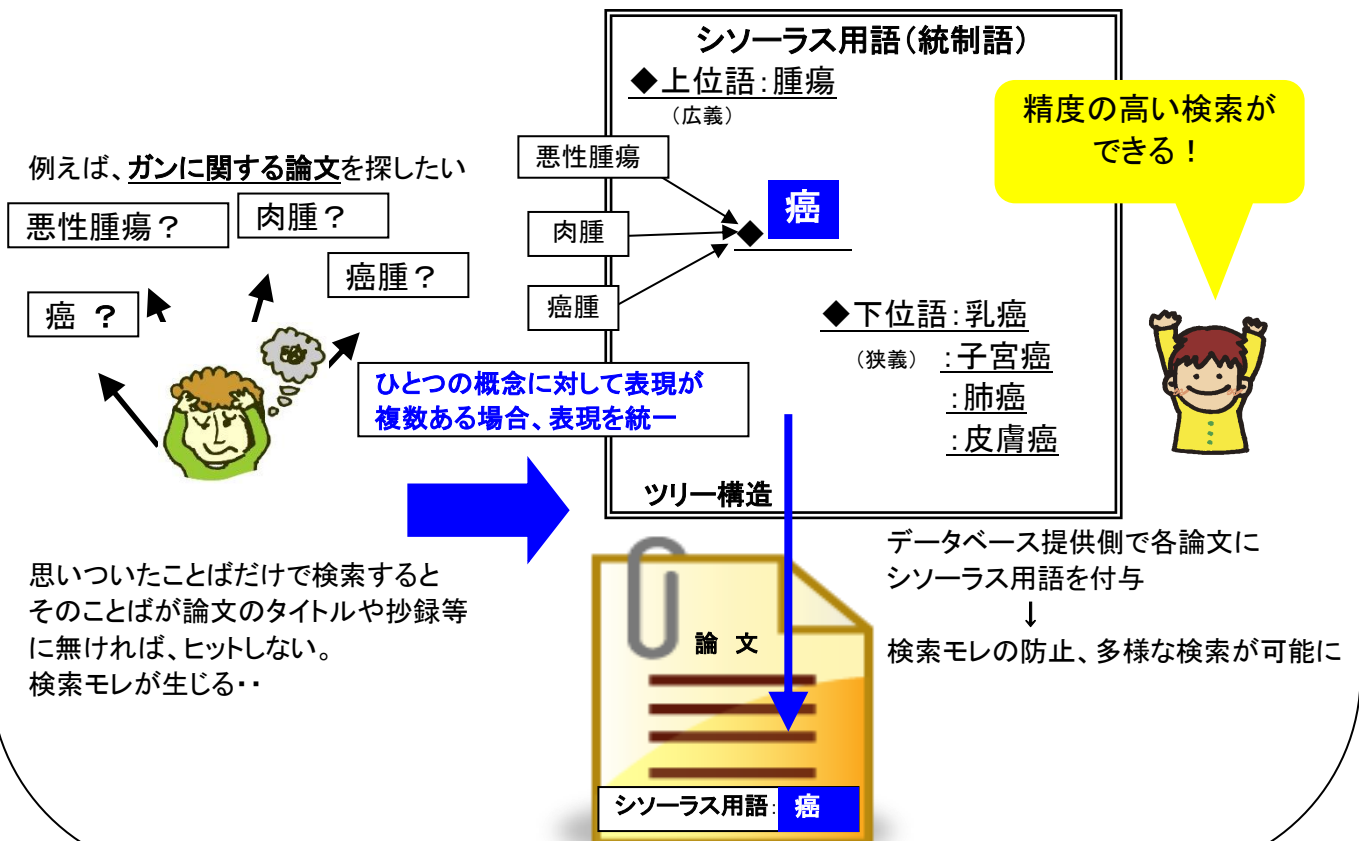 シソーラス用語（統制語）
◆上位語：腫瘍
（広義）
精度の高い検索が
できる！
例えば、ガンに関する論文を探したい
悪性腫瘍？
肉腫？
癌腫？
癌 ？
悪性腫瘍
肉腫
癌腫
◆
癌
◆下位語：乳癌
（狭義） ：子宮癌
：肺癌
：皮膚癌
ツリー構造
ひとつの概念に対して表現が
複数ある場合、表現を統一
思いついたことばだけで検索すると
そのことばが論文のタイトルや抄録等
に無ければ、ヒットしない。
検索モレが生じる・・
データベース提供側で各論文に
シソーラス用語を付与
↓
検索モレの防止、多様な検索が可能に
論 文
シソーラス用語：癌